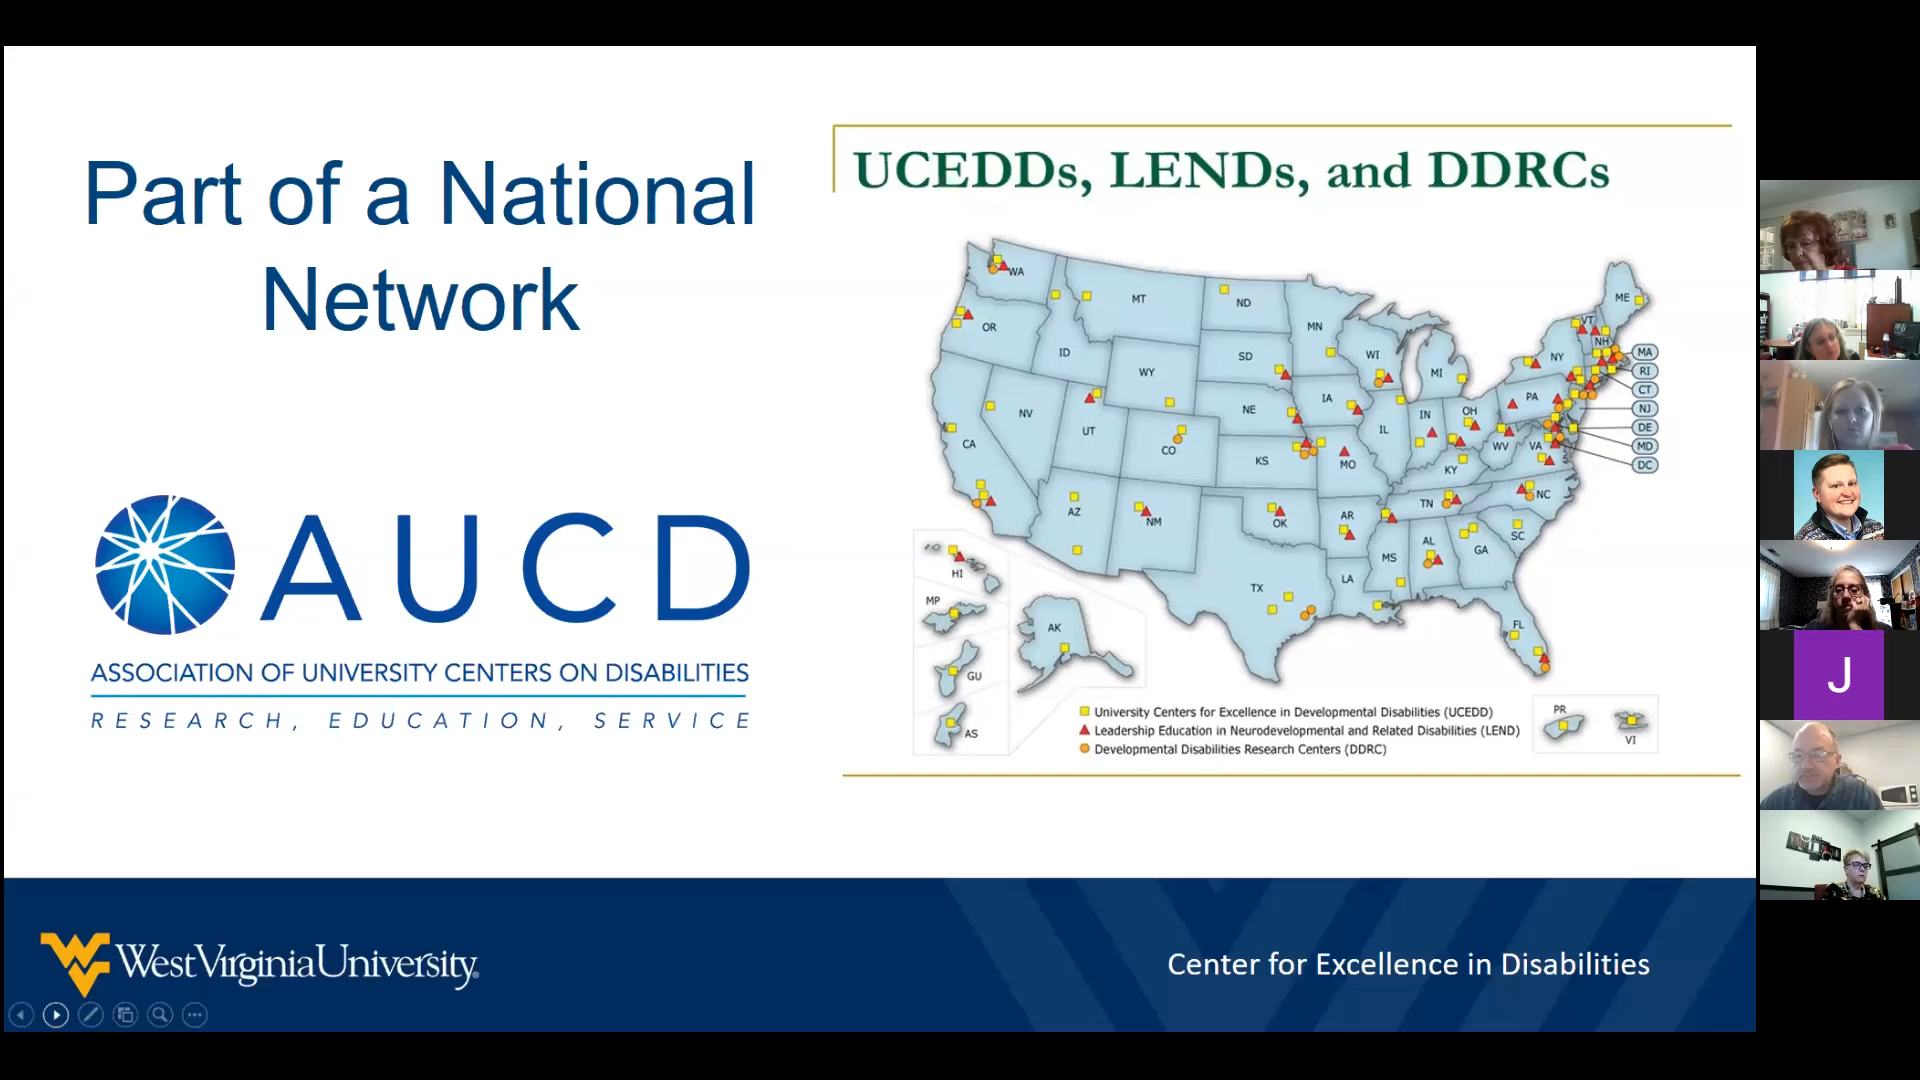 Part of a National
Network
AUCD
ASSOCIATION OF UNIVERSITY CENTERS ON DISABILITIES
RESEARCH, EDUCATION, SERVICE
UCEDDs, LENDs, and DDRCs
WA
MT
ND
MN
ME
VT
NH
OR
ID
SD
WI
MI
NY
MA
RI
CT
NJ
DE
MD
DC
WY
NE
IA
PA
NV
UT
CO
KS
IL
IN
OH
WV
VA
CA
MO
KY
NC
AZ
NM
OK
AR
TN
SC
TX
LA
MS
AL
GA
FL
HI
MP
GU
AS
AK
PR
VI
University Centers for Excellence in Developmental Disabilities (UCEDD)
Leadership Education in Neurodevelopmental and Related Disabilities (LEND)
Developmental Disabilities Research Centers (DDRC)
WestVirginiaUniversity®
Center for Excellence in Disabilities
J